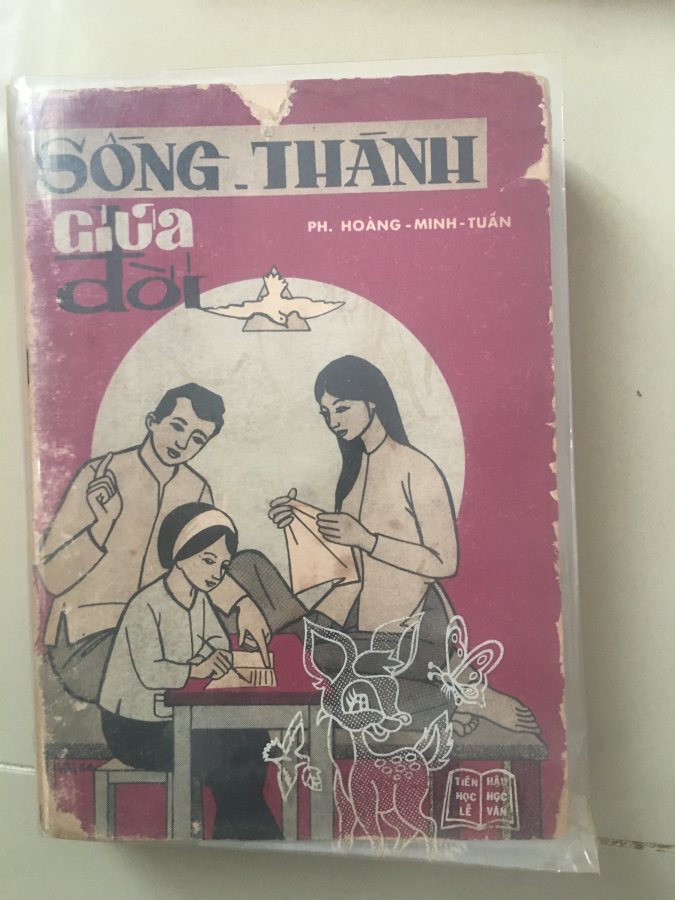 SỐNG-THÁNH
giữa
đời
PH. HOÀNG-MINH-TUẤN
TIÊN HỌC LỄ
HẬU HỌC VĂN